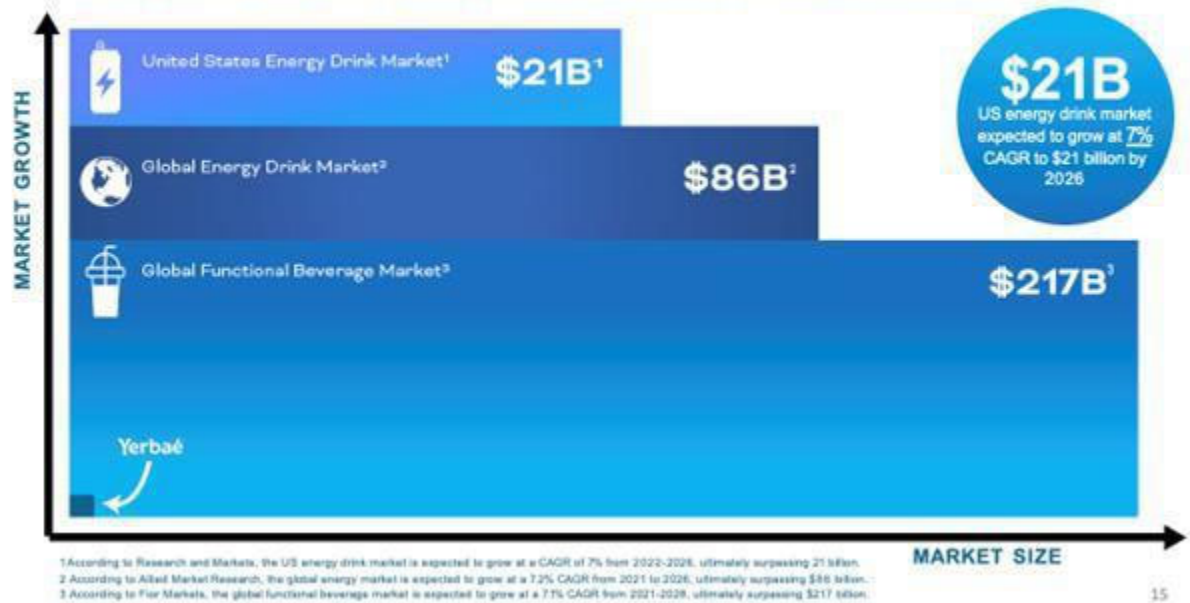 MARKET GROWTH
United States Energy Drink Market¹
$21B¹
Global Energy Drink Market²
$86B²
Global Functional Beverage Market³
$217B³
Yerbaé
$21B
US energy drink market
expected to grow at 7%
CAGR to $21 billion by
2026
MARKET SIZE
1 According to Research and Markets, the US energy drink market is expected to grow at a CAGR of 7% from 2022-2026, ultimately surpassing 21 billion.
2 According to Allied Market Research, the global energy market is expected to grow at a 7.2% CAGR from 2021 to 2026, ultimately surpassing $86 billion.
3 According to Fior Markets, the global functional beverage market is expected to grow at a 7.1% CAGR from 2021-2028, ultimately surpassing $217 billion.
15